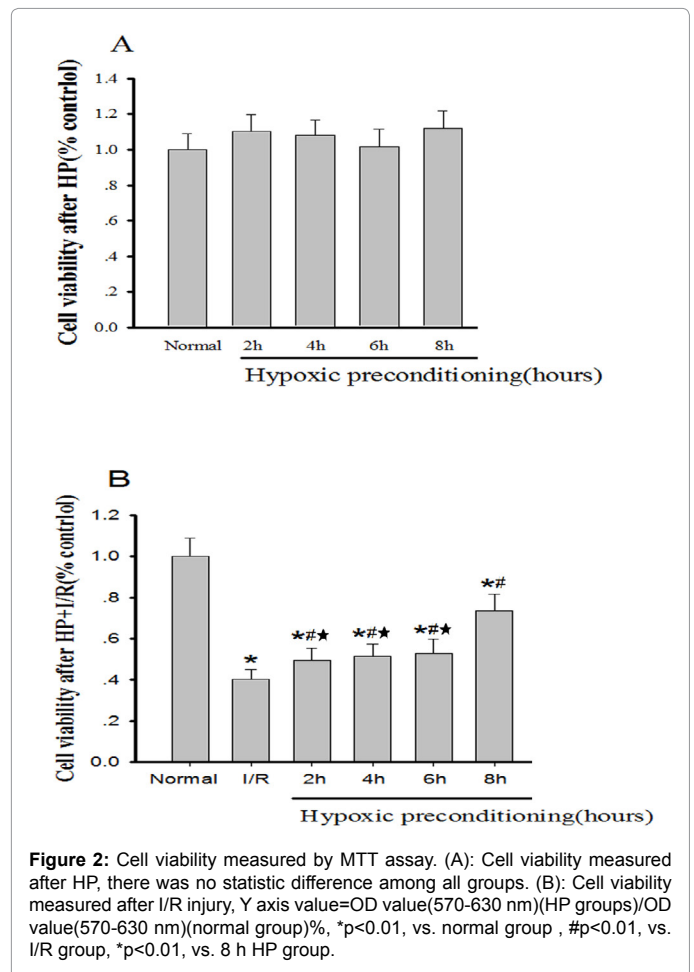 A
Cell viability after HP(% contrlol)
1.4
1.2
1.0
.8
.6
.4
.2
0.0
Normal 2h 4h 6h 8h
Hypoxic preconditioning(hours)
B
Cell viability after HP+I/R(% contrlol)
1.2
1.0
.8
.6
.4
.2
0.0
* *#★ *#★ *#★ *#
Normal I/R 2h 4h 6h 8h
Hypoxic preconditioning(hours)
Figure 2: Cell viability measured by MTT assay. (A): Cell viability measured
after HP, there was no statistic difference among all groups. (B): Cell viability
measured after I/R injury, Y axis value=OD value(570-630 nm)(HP groups)/OD
value(570-630 nm)(normal group)%, *p<0.01, vs. normal group , #p<0.01, vs.
I/R group, *p<0.01, vs. 8 h HP group.